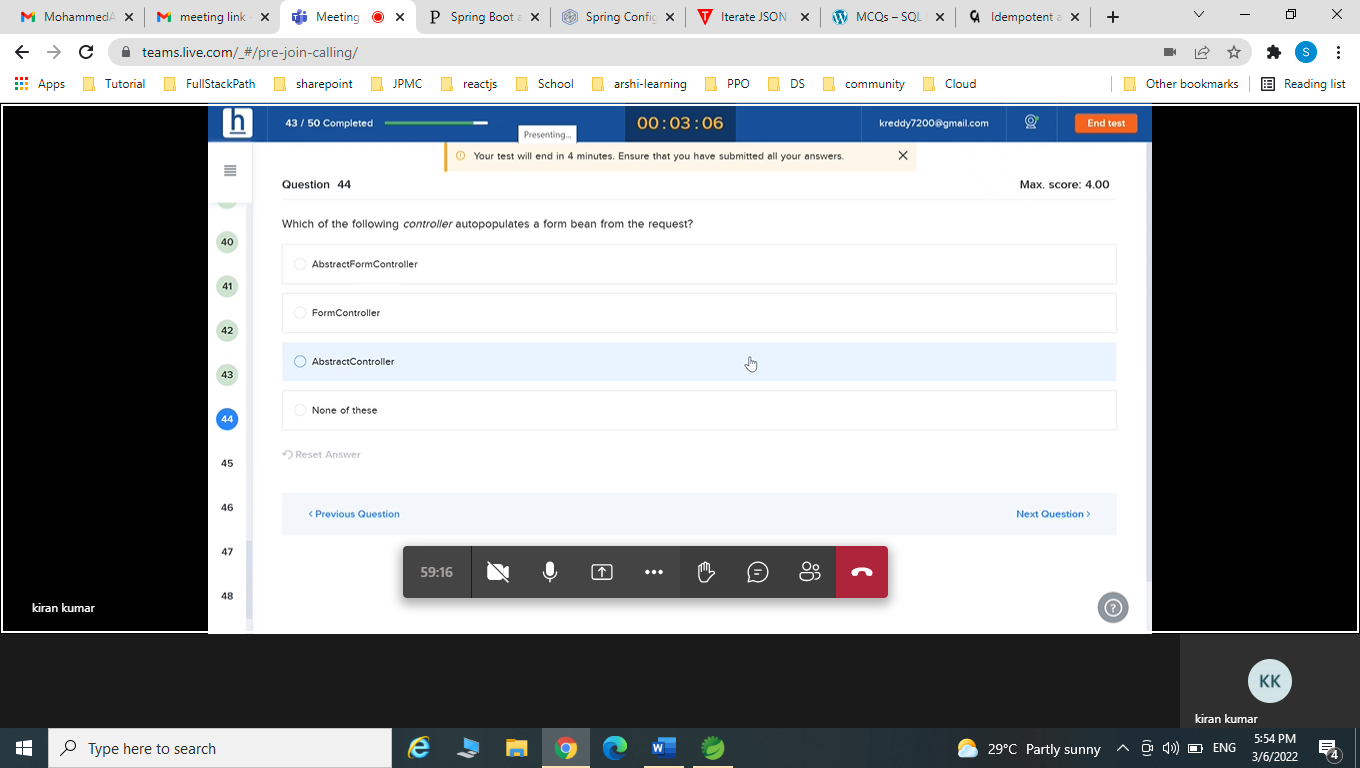 MohammedA
meeting link
Meeting
Spring Boot a
Spring Config
Iterate JSON
MCQs – SQL
Idempotent a
teams.live.com/_#/pre-join-calling/
S
Apps
Tutorial
FullStackPath
sharepoint
JPMC
reactjs
School
arshi-learning
PPO
DS
community
Cloud
Other bookmarks
Reading list
h
43 / 50 Completed
Presenting...
00:03:06
kreddy7200@gmail.com
End test
Your test will end in 4 minutes. Ensure that you have submitted all your answers.
Question 44
Max. score: 4.00
Which of the following controller autopopulates a form bean from the request?
AbstractFormController
FormController
AbstractController
None of these
Reset Answer
< Previous Question
Next Question >
40
41
42
43
44
45
46
47
48
59:16
kiran kumar
KK
kiran kumar
Type here to search
29°C Partly sunny
ENG
5:54 PM
3/6/2022
4